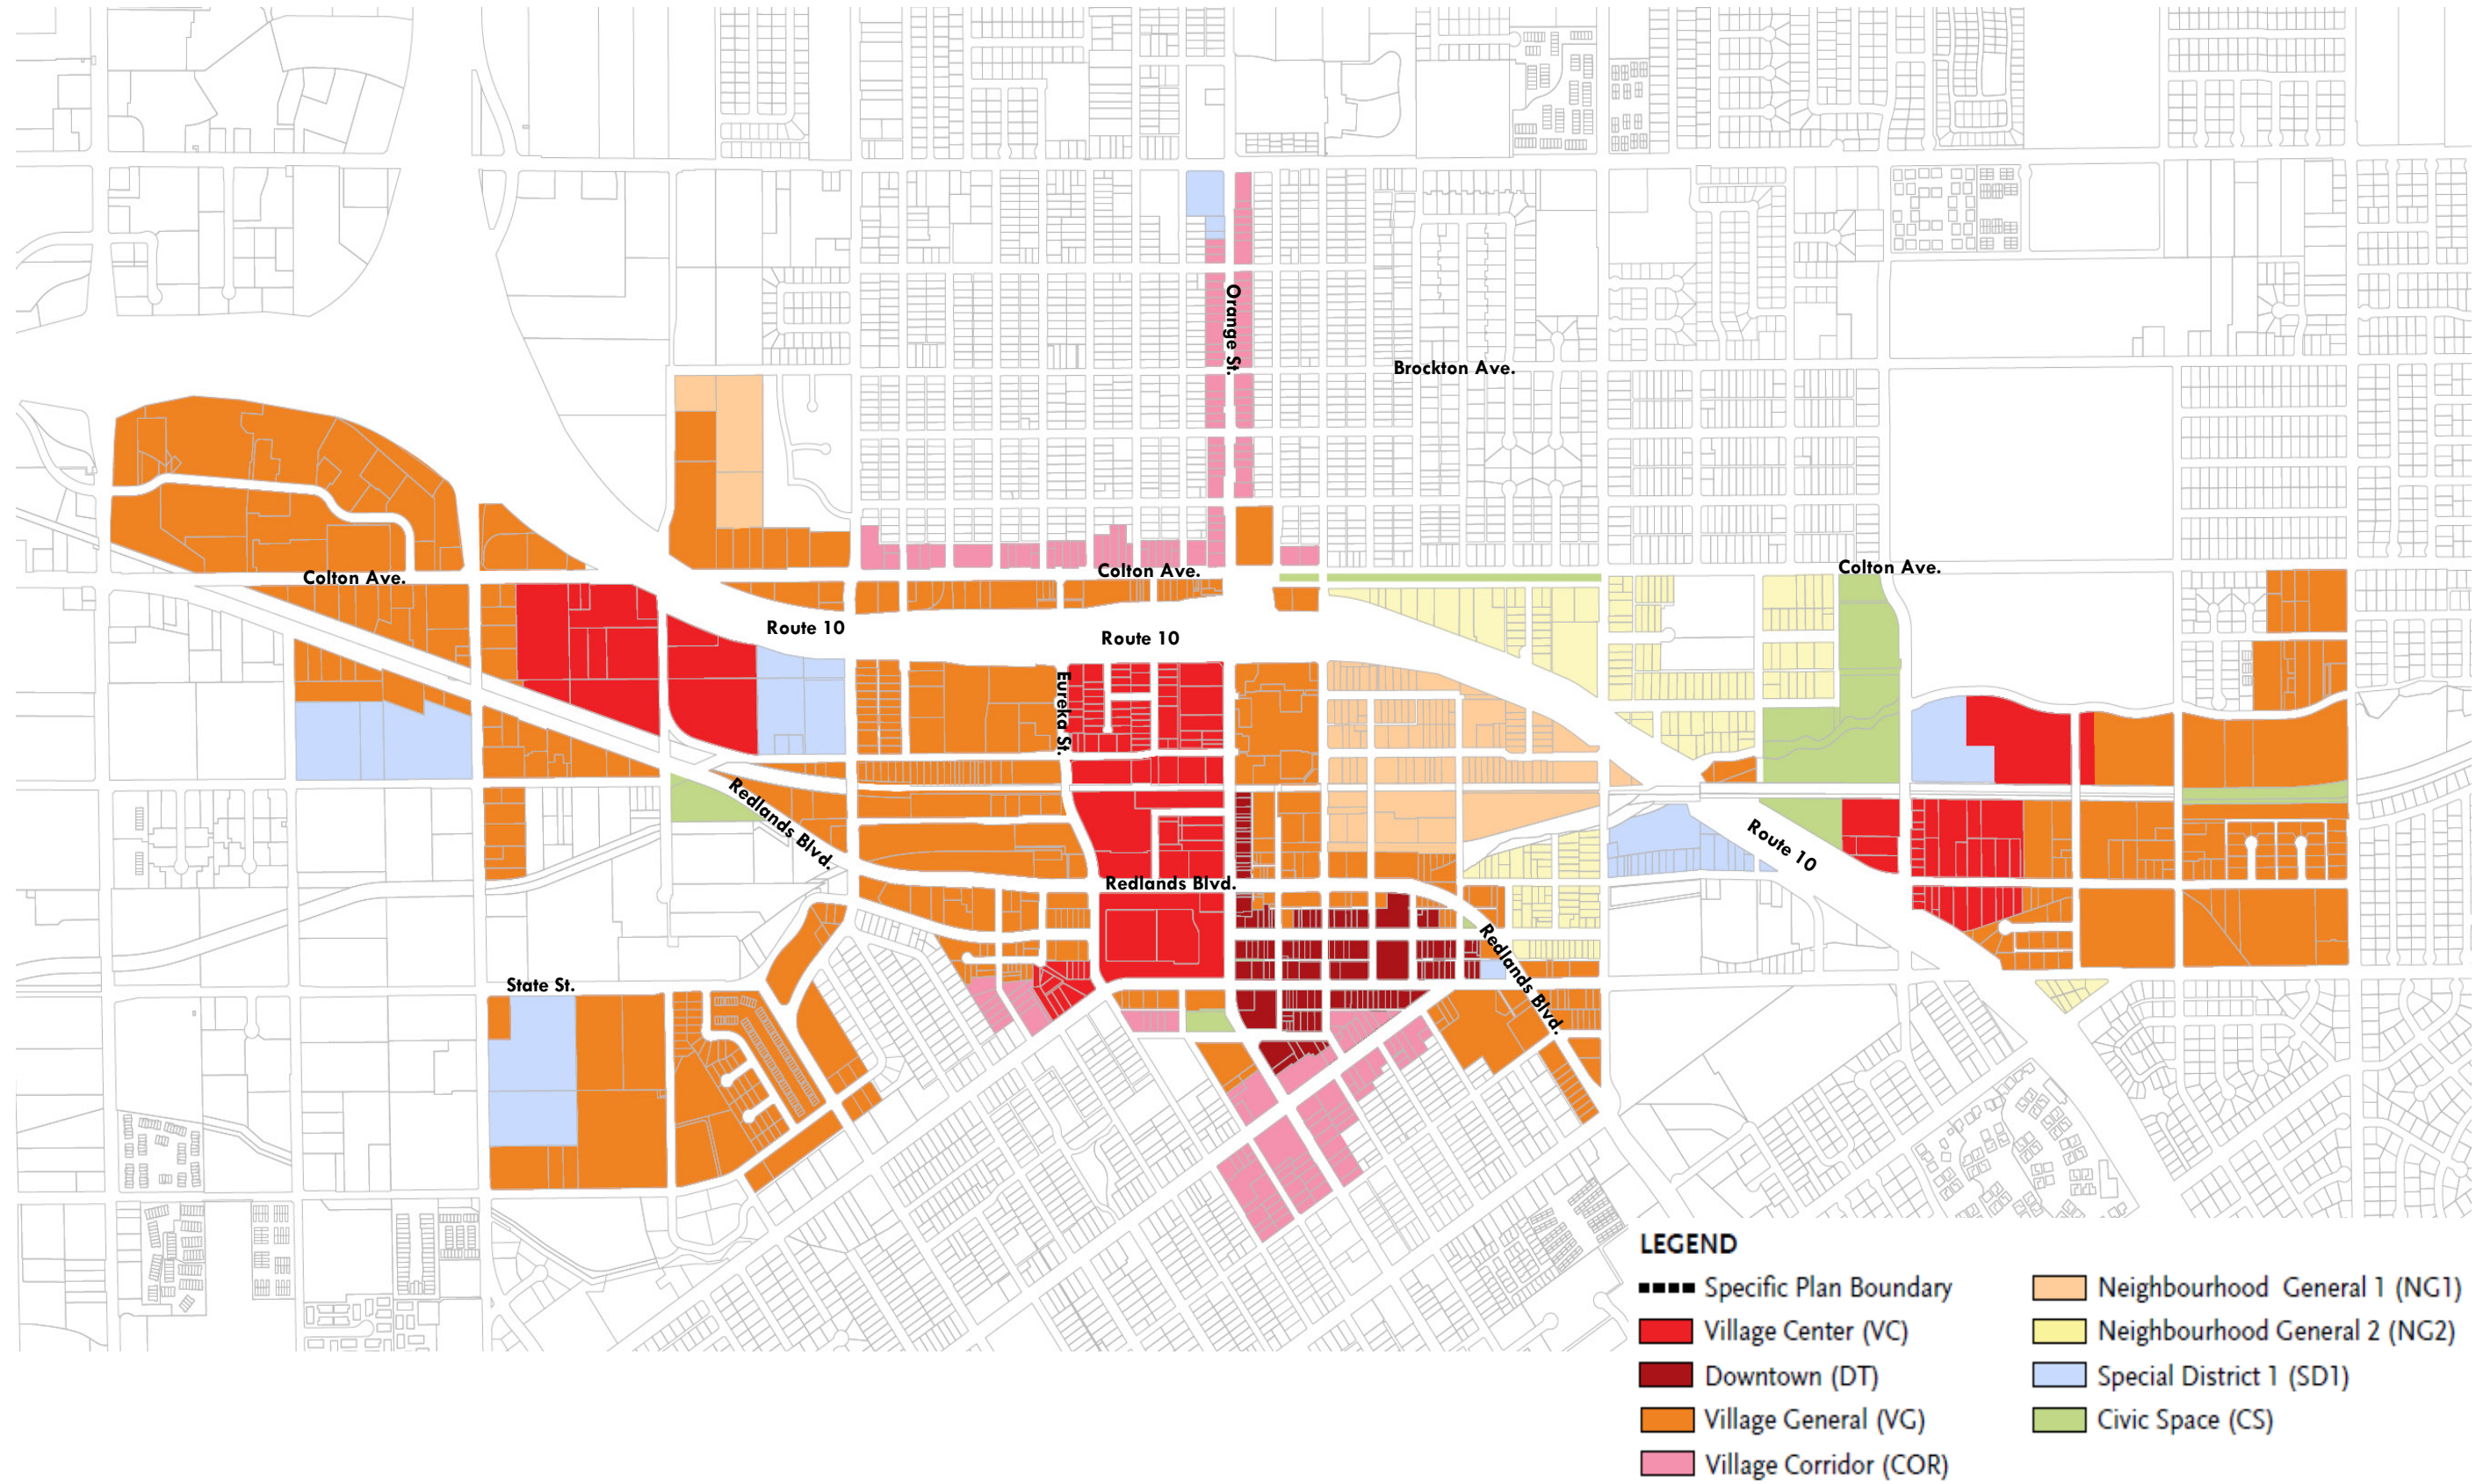 Orange St.
Brockton Ave.
Colton Ave.
Colton Ave.
Colton Ave.
Route 10
Route 10
Eureka St.
Redlands Blvd.
Route 10
Redlands Blvd.
Redlands Blvd.
State St.
LEGEND
Specific Plan Boundary
Village Center (VC)
Downtown (DT)
Village General (VG)
Village Corridor (COR)
Neighbourhood General 1 (NG1)
Neighbourhood General 2 (NG2)
Special District 1 (SD1)
Civic Space (CS)